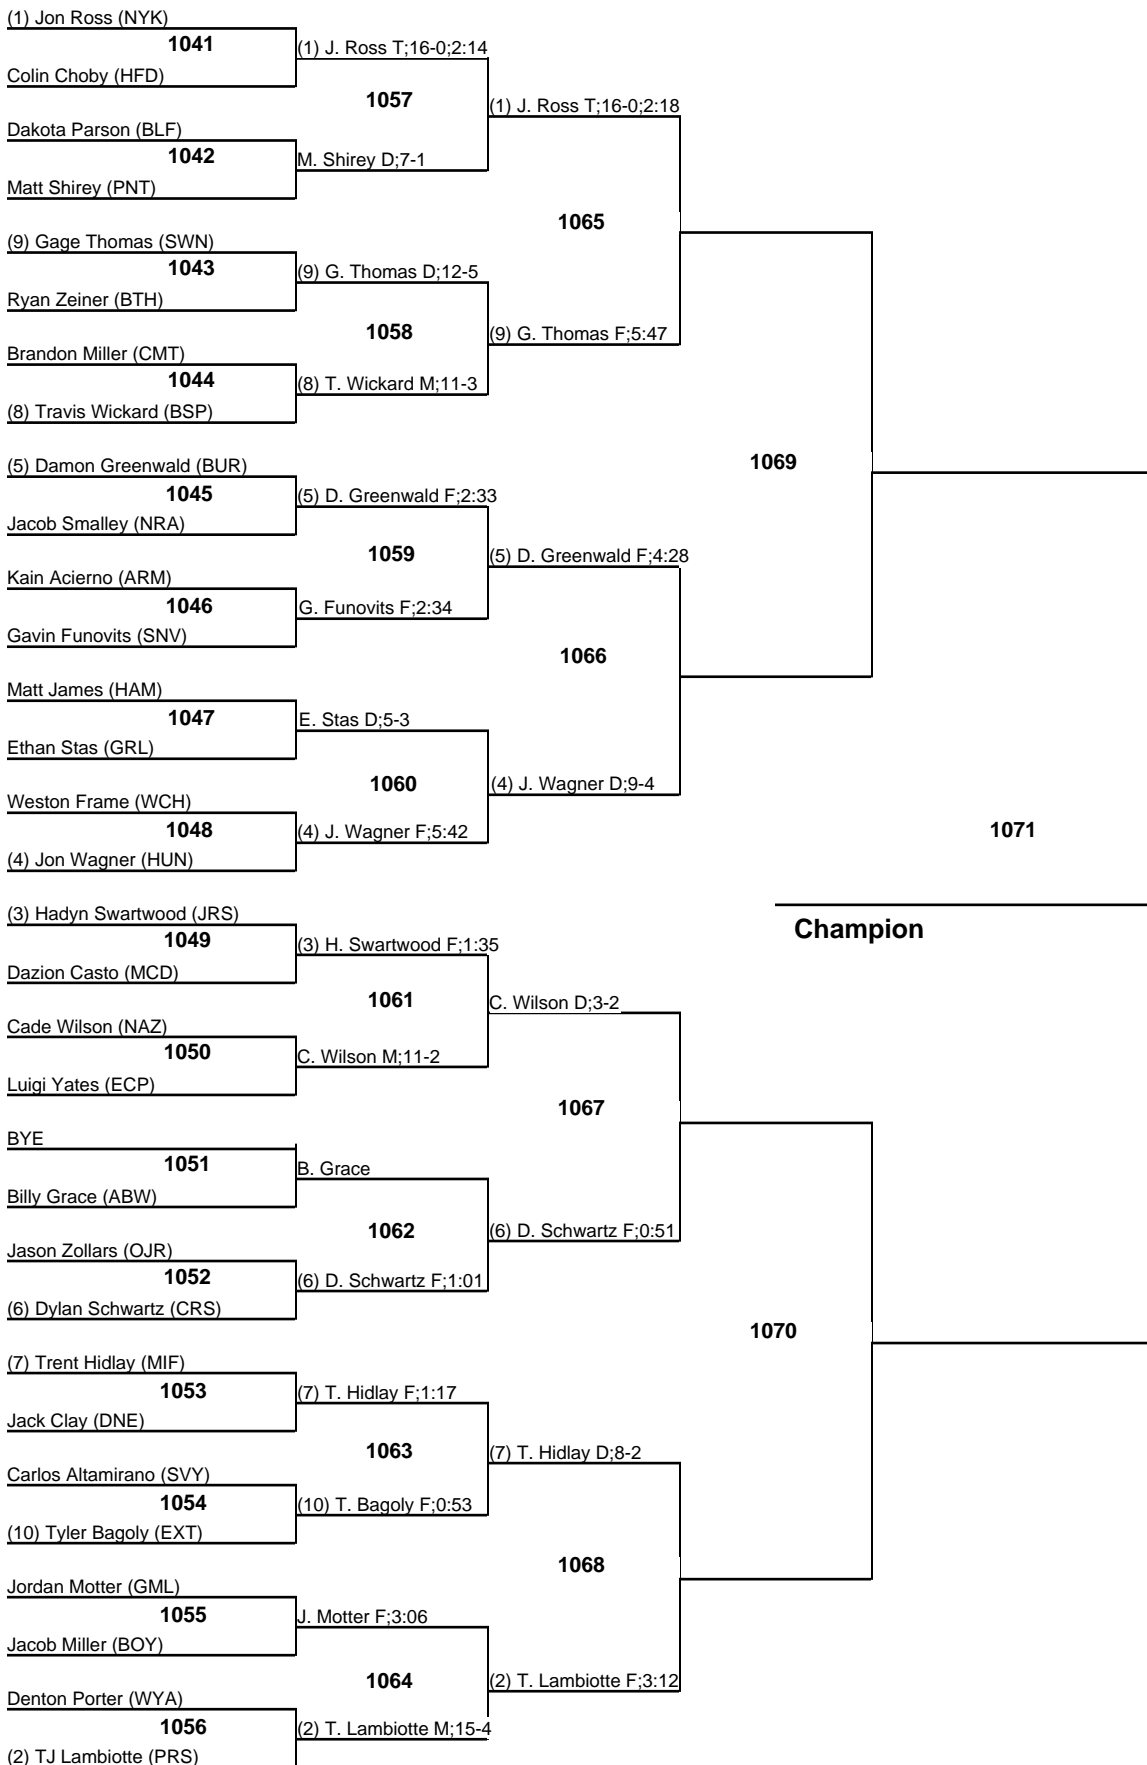 (1) Jon Ross (NYK)
1041
Colin Choby (HFD)
(1) J. Ross T;16-0;2:14
1057
(1) J. Ross T;16-0;2:18
Dakota Parson (BLF)
1042
Matt Shirey (PNT)
M. Shirey D;7-1
1065
(9) Gage Thomas (SWN)
1043
Ryan Zeiner (BTH)
(9) G. Thomas D;12-5
1058
(9) G. Thomas F;5:47
Brandon Miller (CMT)
1044
(8) Travis Wickard (BSP)
(8) T. Wickard M;11-3
1069
(5) Damon Greenwald (BUR)
1045
Jacob Smalley (NRA)
(5) D. Greenwald F;2:33
1059
(5) D. Greenwald F;4:28
Kain Acierno (ARM)
1046
Gavin Funovits (SNV)
G. Funovits F;2:34
1066
Matt James (HAM)
1047
Ethan Stas (GRL)
E. Stas D;5-3
1060
(4) J. Wagner D;9-4
Weston Frame (WCH)
1048
(4) Jon Wagner (HUN)
(4) J. Wagner F;5:42
1071
Champion
(3) Hadyn Swartwood (JRS)
1049
Dazion Casto (MCD)
(3) H. Swartwood F;1:35
1061
C. Wilson D;3-2
Cade Wilson (NAZ)
1050
Luigi Yates (ECP)
C. Wilson M;11-2
1067
BYE
1051
Billy Grace (ABW)
B. Grace
1062
(6) D. Schwartz F;0:51
Jason Zollars (OJR)
1052
(6) Dylan Schwartz (CRS)
(6) D. Schwartz F;1:01
1070
(7) Trent Hidlay (MIF)
1053
Jack Clay (DNE)
(7) T. Hidlay F;1:17
1063
(7) T. Hidlay D;8-2
Carlos Altamirano (SVY)
1054
(10) Tyler Bagoly (EXT)
(10) T. Bagoly F;0:53
1068
Jordan Motter (GML)
1055
Jacob Miller (BOY)
J. Motter F;3:06
1064
(2) T. Lambiotte F;3:12
Denton Porter (WYA)
1056
(2) TJ Lambiotte (PRS)
(2) T. Lambiotte M;15-4